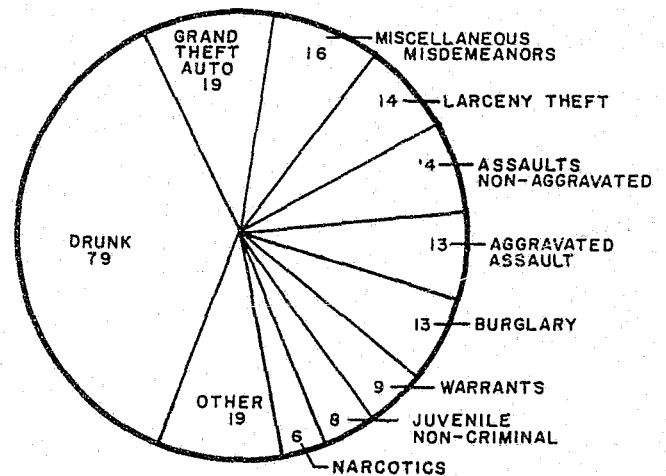 GRAND
THEFT
AUTO
19
16
MISCELLANEOUS
MISDEMEANORS
14
LARCENY THEFT
'4
ASSAULTS
NON-AGGRAVATED
13
AGGRAVATED
ASSAULT
13
BURGLARY
9
WARRANTS
8
JUVENILE
NON-CRIMINAL
6
NARCOTICS
OTHER
19
DRUNK
79